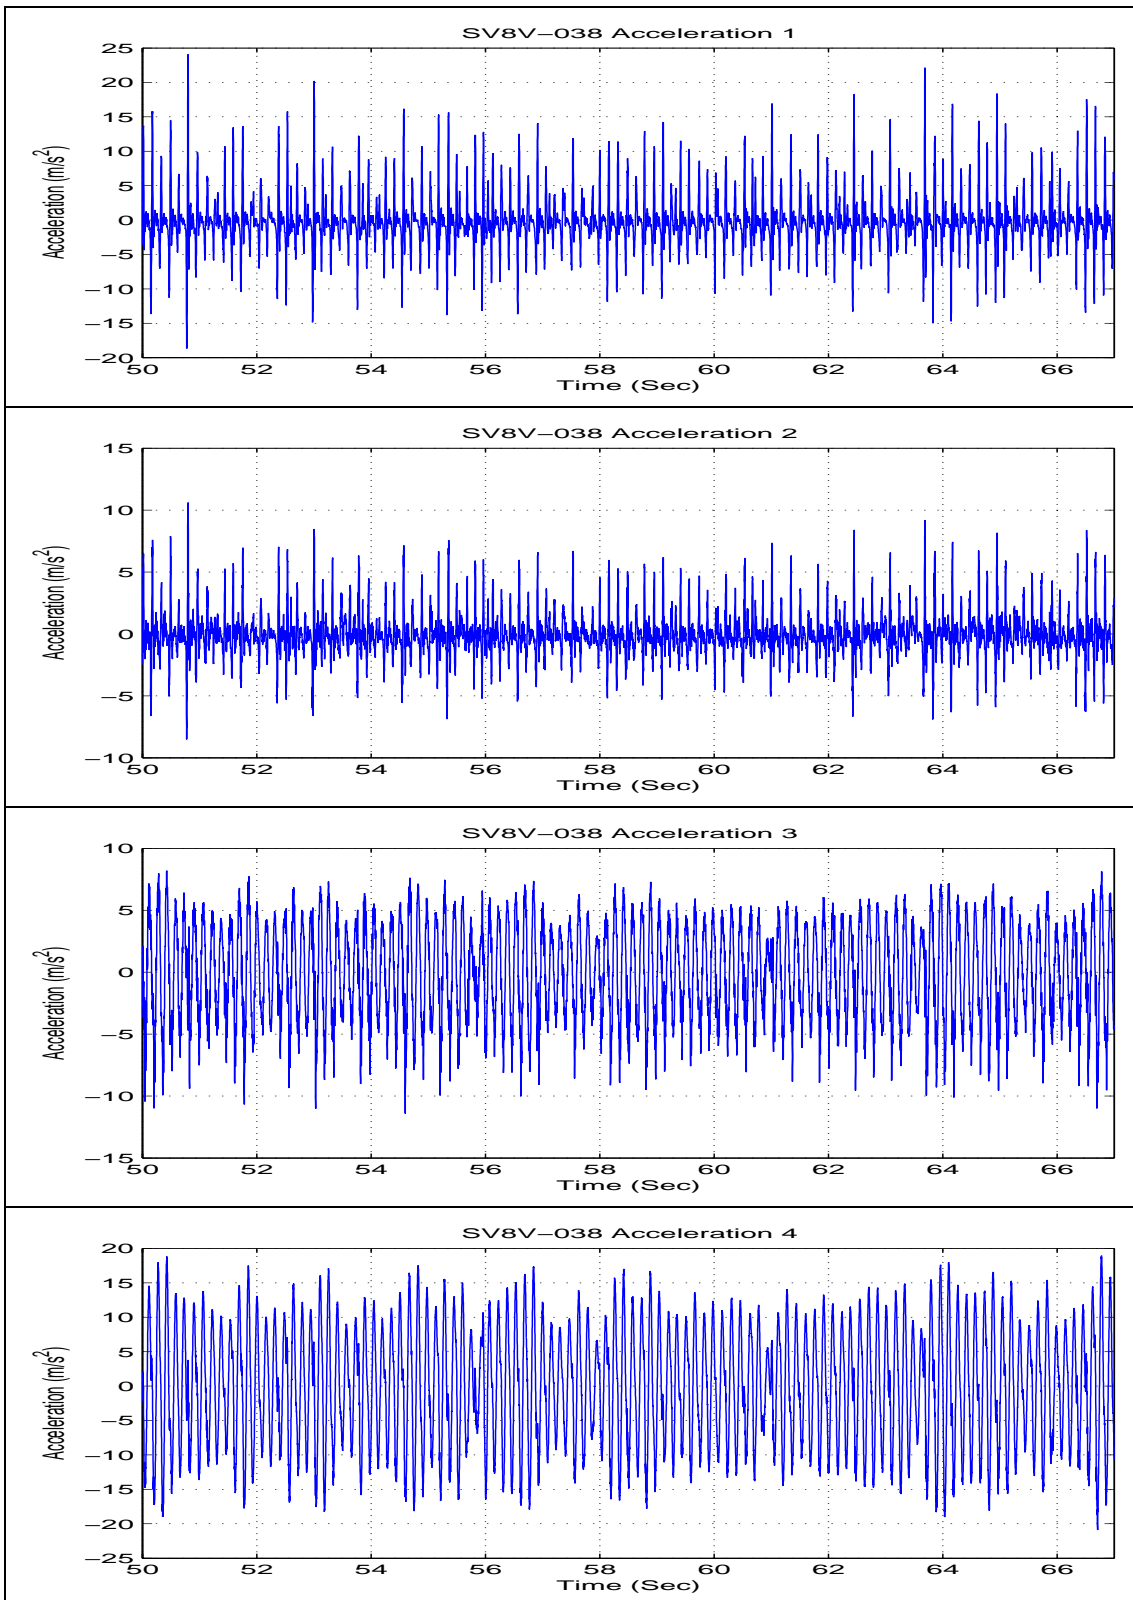 SV8V−038 Acceleration 1
25
20
15
10
5
0
−5
−10
−15
−20
Acceleration (m/s2)
50 52 54 56 58 60 62 64 66
Time (Sec)
SV8V−038 Acceleration 2
15
10
5
0
−5
−10
Acceleration (m/s2)
50 52 54 56 58 60 62 64 66
Time (Sec)
SV8V−038 Acceleration 3
10
5
0
−5
−10
−15
Acceleration (m/s2)
50 52 54 56 58 60 62 64 66
Time (Sec)
SV8V−038 Acceleration 4
20
15
10
5
0
−5
−10
−15
−20
−25
Acceleration (m/s2)
50 52 54 56 58 60 62 64 66
Time (Sec)